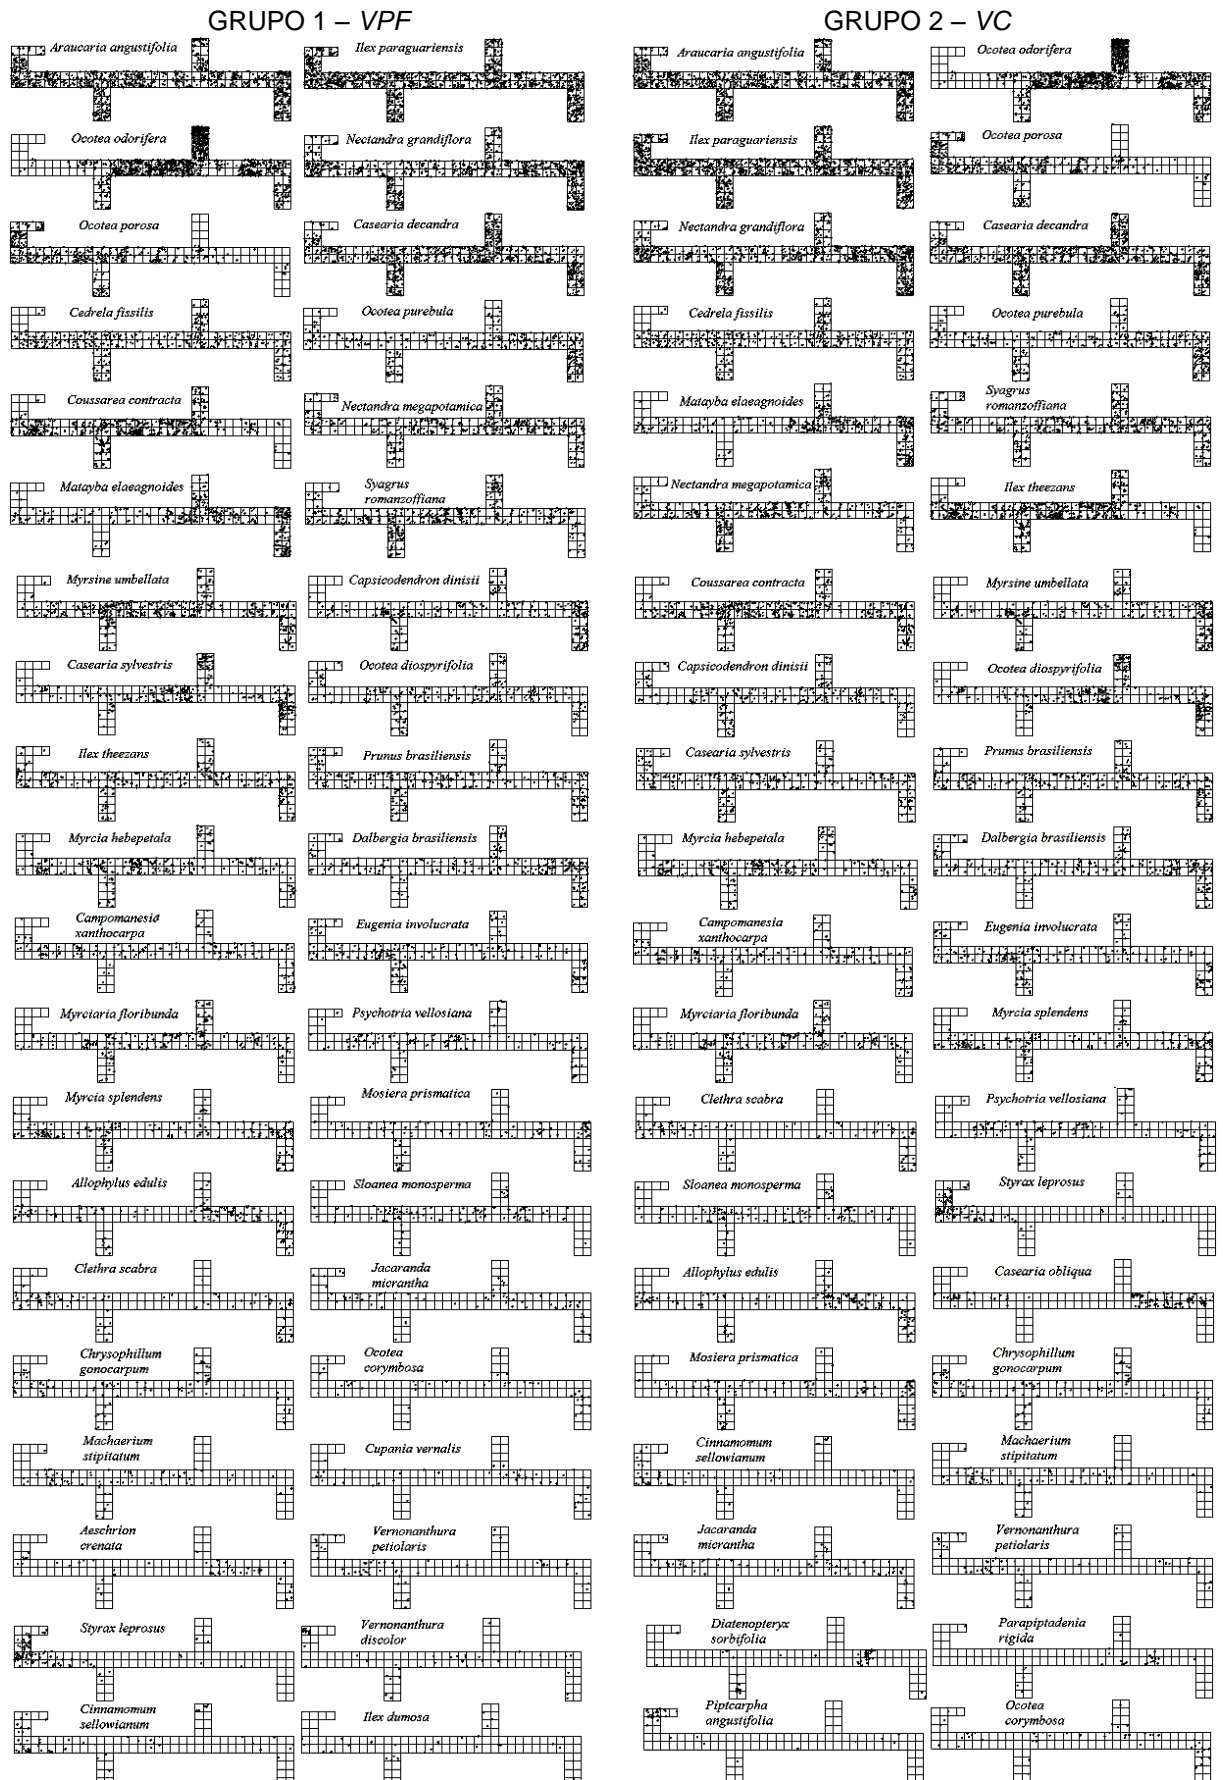 GRUPO 1 – VPF
Araucaria angustifolia
Ilex paraguariensis
Ocotea odorifera
Nectandra grandiflora
Ocotea porosa
Casearia decandra
Cedrela fissilis
Ocotea purebula
Coussarea contracta
Nectandra megapotamica
Matayba elaeagnoides
Syagrus
romanzoffiana
Myrsine umbellata
Capsicodendron dinisii
Casearia sylvestris
Ocotea diospyrifolia
Ilex theezans
Prunus brasiliensis
Myrcia hebepetala
Dalbergia brasiliensis
Campomanesia
xanthocarpa
Eugenia involucrata
Myrciaria floribunda
Psychotria vellosiana
Myrcia splendens
Mosiera prismatica
Allophylus edulis
Sloanea monosperma
Clethra scabra
Jacaranda
micrantha
Chrysophillum
gonocarpum
Ocotea
corymbosa
Machaerium
stipitatum
Cupania vernalis
Aeschrion
crenata
Vernonanthura
petiolaris
Styrax leprosus
Vernonanthura
discolor
Cinnamomum
sellowianum
Ilex dumosa
GRUPO 2 – VC
Araucaria angustifolia
Ocotea odorifera
Ilex paraguariensis
Ocotea porosa
Nectandra grandiflora
Casearia decandra
Cedrela fissilis
Ocotea purebula
Matayba elaeagnoides
Syagrus
romanzoffiana
Nectandra megapotamica
Ilex theezans
Coussarea contracta
Myrsine umbellata
Capsicodendron dinisii
Ocotea diospyrifolia
Casearia sylvestris
Prunus brasiliensis
Myrcia hebepetala
Dalbergia brasiliensis
Campomanesia
xanthocarpa
Eugenia involucrata
Myrciaria floribunda
Myrcia splendens
Clethra scabra
Psychotria vellosiana
Sloanea monosperma
Styrax leprosus
Allophylus edulis
Casearia obliqua
Mosiera prismatica
Chrysophillum
gonocarpum
Cinnamomum
sellowianum
Machaerium
stipitatum
Jacaranda
micrantha
Vernonanthura
petiolaris
Diatenopteryx
sorbifolia
Parapiptadenia
rigida
Piptcarpha
angustifolia
Ocotea
corymbosa